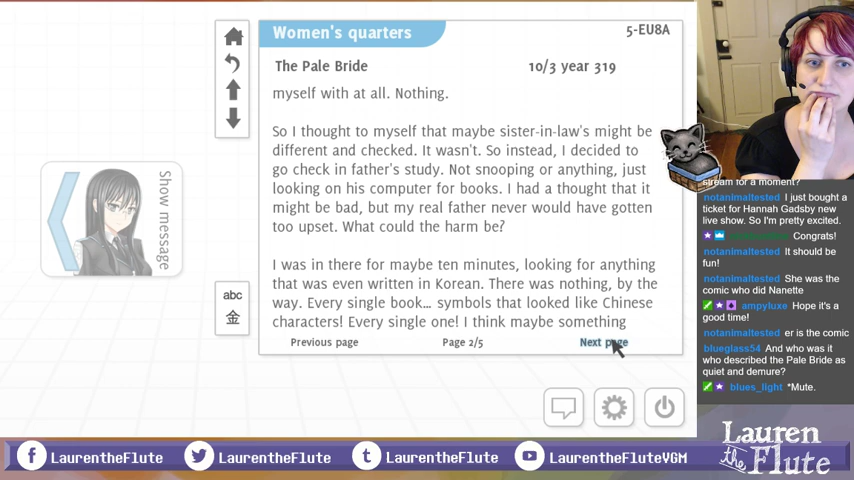 Women's quarters
5-EU8A
The Pale Bride
10/3 year 319
myself with at all. Nothing.
So I thought to myself that maybe sister-in-law's might be
different and checked. It wasn't. So instead, I decided to
go check in father's study. Not snooping or anything, just
looking on his computer for books. I had a thought that it
might be bad, but my real father never would have gotten
too upset. What could the harm be?
I was in there for maybe ten minutes, looking for anything
that was even written in Korean. There was nothing, by the
way. Every single book... symbols that looked like Chinese
characters! Every single one! I think maybe something
Previous page
Page 2/5
Next page
Show message
abc
金
stream for a moment?
notanimaltested I just bought a
ticket for Hannah Gadsby new
live show. So I'm pretty excited.
Congrats!
notanimaltested It should be
fun!
notanimaltested She was the
comic who did Nanette
ampyluxe Hope it's a
good time!
notanimaltested er is the comic
blueglass54 And who was it
who described the Pale Bride as
quiet and demure?
blues_light *Mute.
Lauren
the Flute
LaurentheFlute
LaurentheFlute
LaurentheFlute
LaurentheFluteVGM